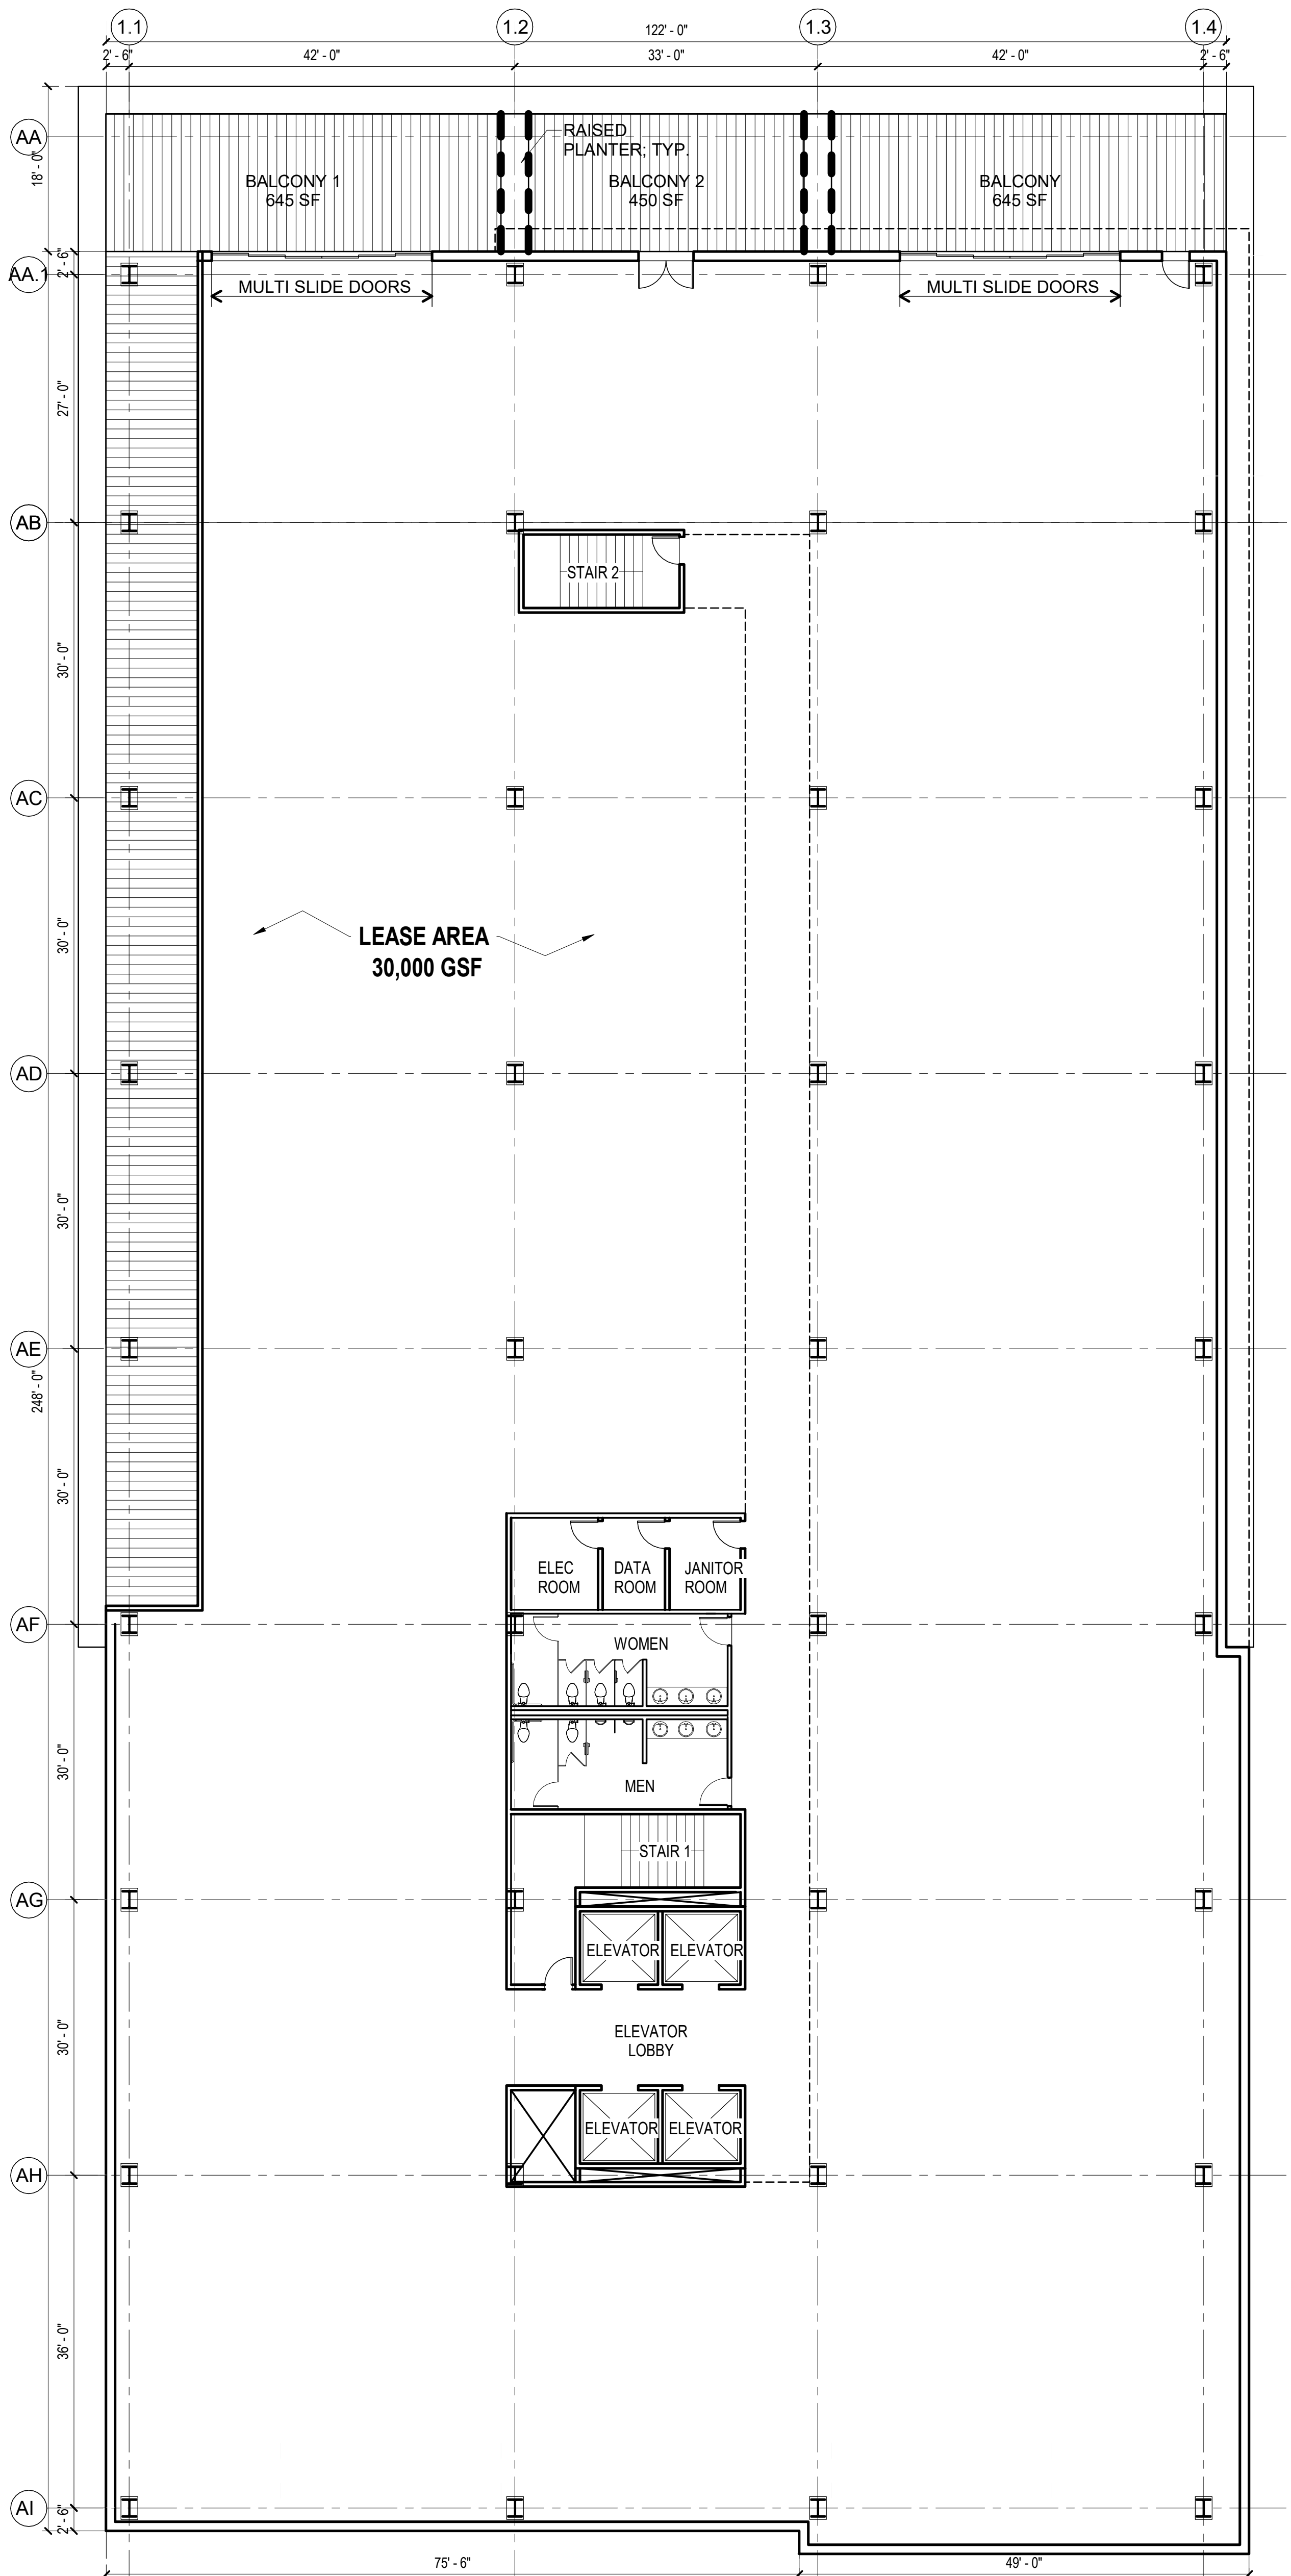 1.1
1.2
1.3
1.4
122' - 0"
2' - 6"
42' - 0"
33' - 0"
42' - 0"
2' - 6"
AA
18' - 0"
RAISED
PLANTER; TYP.
BALCONY 1
645 SF
BALCONY 2
450 SF
BALCONY
645 SF
AA.1
2' - 6"
MULTI SLIDE DOORS
MULTI SLIDE DOORS
27' - 0"
AB
STAIR 2
30' - 0"
AC
30' - 0"
LEASE AREA
30,000 GSF
AD
30' - 0"
AE
248' - 0"
30' - 0"
ELEC
ROOM
DATA
ROOM
JANITOR
ROOM
AF
WOMEN
30' - 0"
MEN
STAIR 1
AG
ELEVATOR
ELEVATOR
30' - 0"
ELEVATOR
LOBBY
ELEVATOR
ELEVATOR
AH
36' - 0"
AI
2' - 6"
75' - 6"
49' - 0"